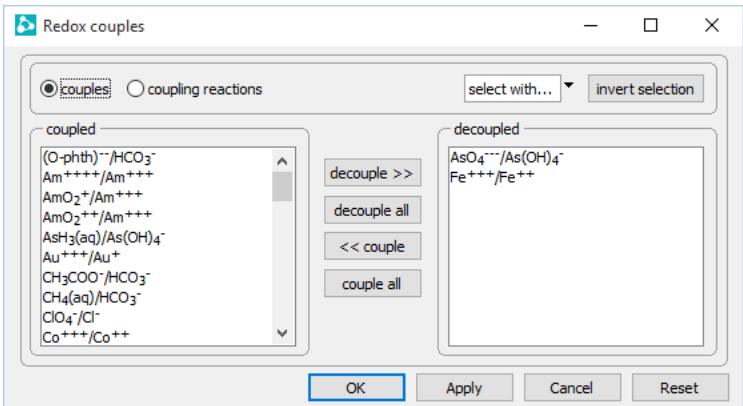 Redox couples
couples coupling reactions select with... invert selection
coupled
decoupled
(O-phth)--/HCO3-
Am++++/Am+++
AmO2+/Am+++
AmO2++/Am+++
AsH3(aq)/As(OH)4-
Au+++/Au+
CH3COO-/HCO3-
CH4(aq)/HCO3-
ClO4-/Cl-
Co+++/Co++
decouple >>
decouple all
<< couple
couple all
AsO4---/As(OH)4-
Fe+++/Fe++
OK Apply Cancel Reset